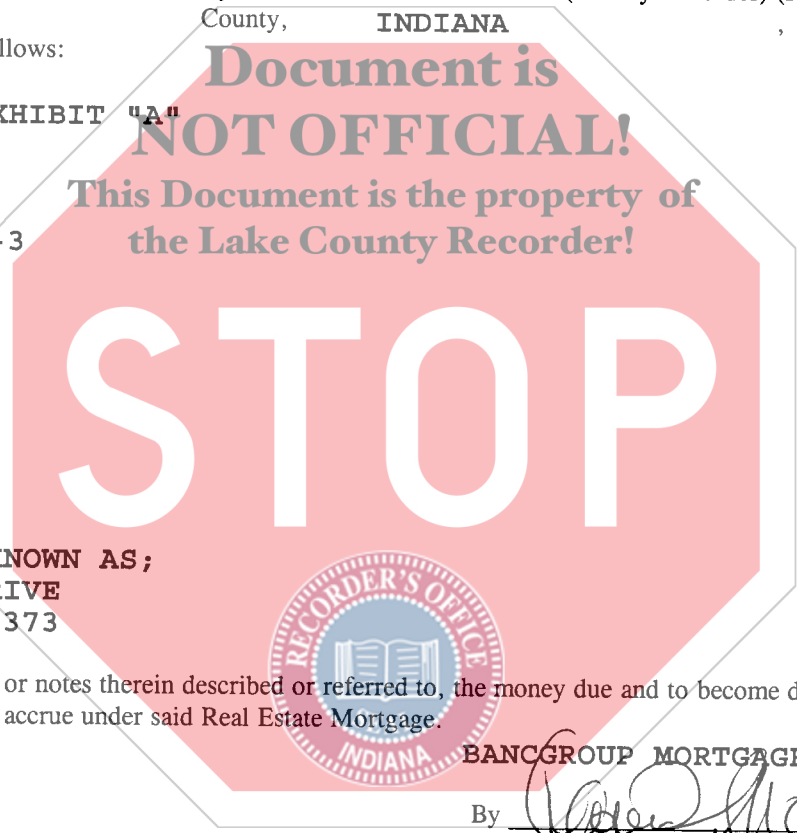 County, INDIANA ,
llows:
Document is
XHIBIT "A"
NOT OFFICIAL!
This Document is the property of
-3
the Lake County Recorder!
STOP
NOWN AS;
RIVE
373
RECORDER'S OFFICE
or notes therein described or referred to, the money due and to become d
accrue under said Real Estate Mortgage.
INDIANA
BANCGROUP MORTGAGE
By